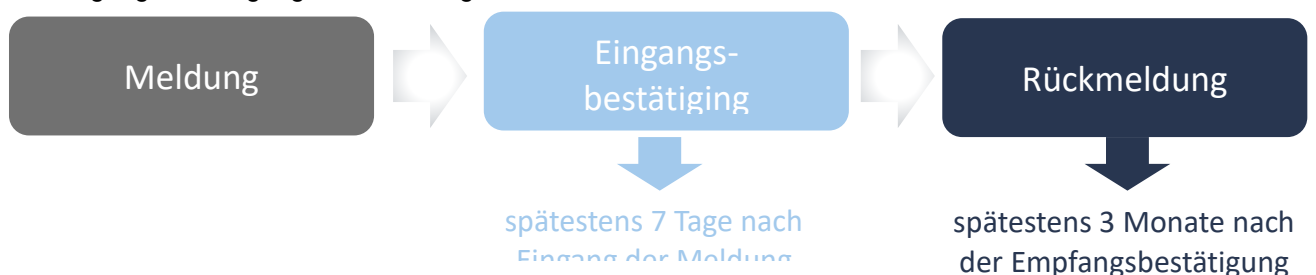 Meldung
Eingangs-
bestätiging
Rückmeldung
spätestens 7 Tage nach
Eingang der Meldung
spätestens 3 Monate nach
der Empfangsbestätigung